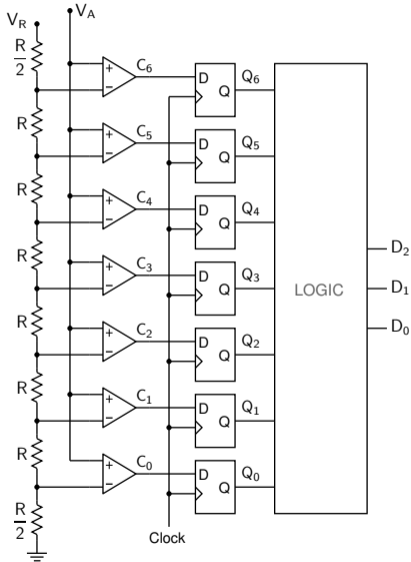 V_R V_A
R/2 C_6 D Q Q_6
R C_5 D Q Q_5
R C_4 D Q Q_4
R C_3 D Q Q_3
R C_2 D Q Q_2
R C_1 D Q Q_1
R C_0 D Q Q_0
R/2
+ −
+ −
+ −
+ −
+ −
+ −
+ −
LOGIC
D_2
D_1
D_0
Clock